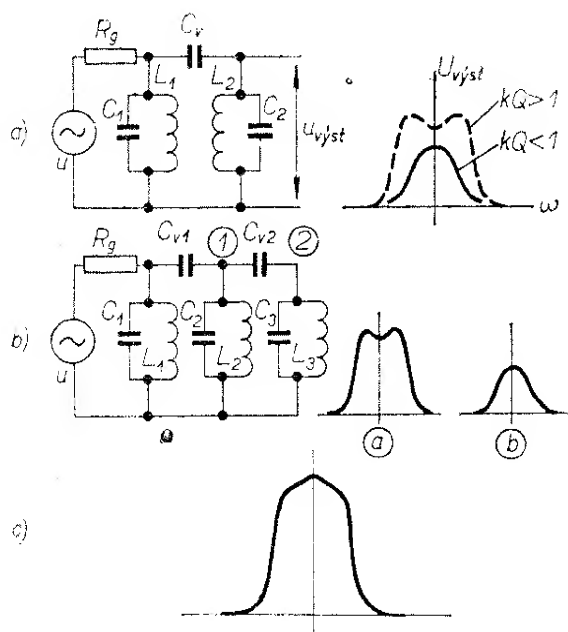 a)
R_g
C_v
L_1
L_2
C_1
C_2
u
u_výst
U_výst
kQ>1
kQ<1
ω
b)
R_g
C_v1
1
C_v2
2
C_1
L_1
C_2
L_2
C_3
L_3
u
a
b
c)